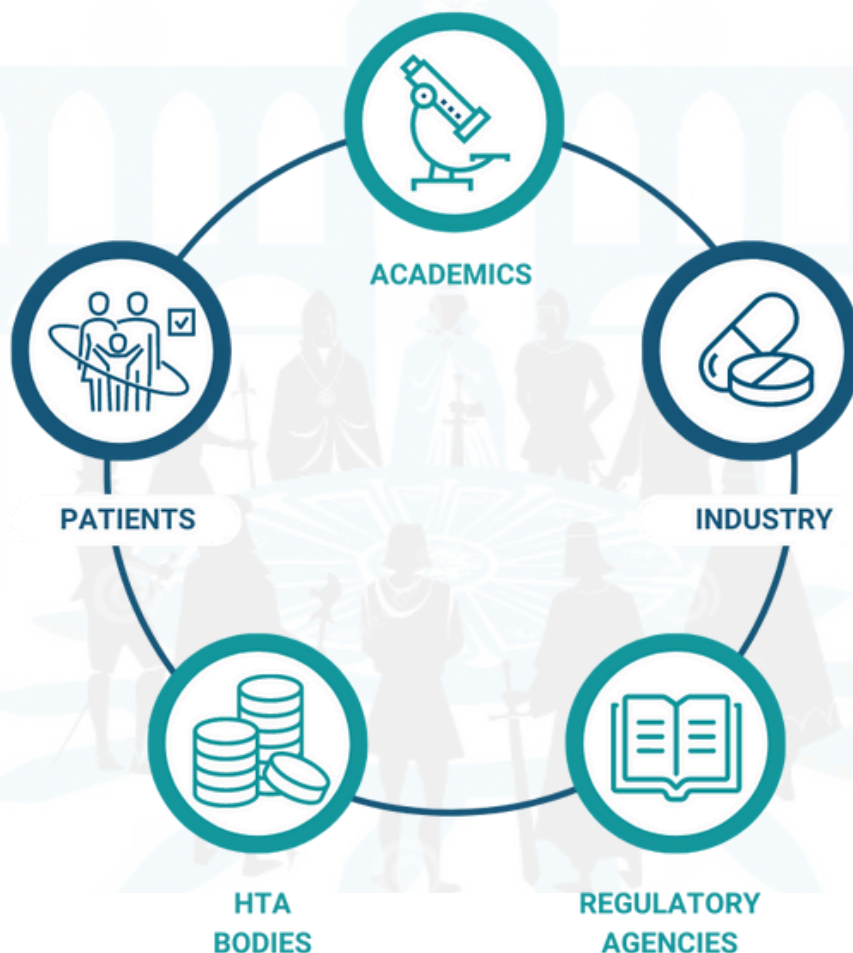 ACADEMICS
PATIENTS
INDUSTRY
HTA
BODIES
REGULATORY
AGENCIES